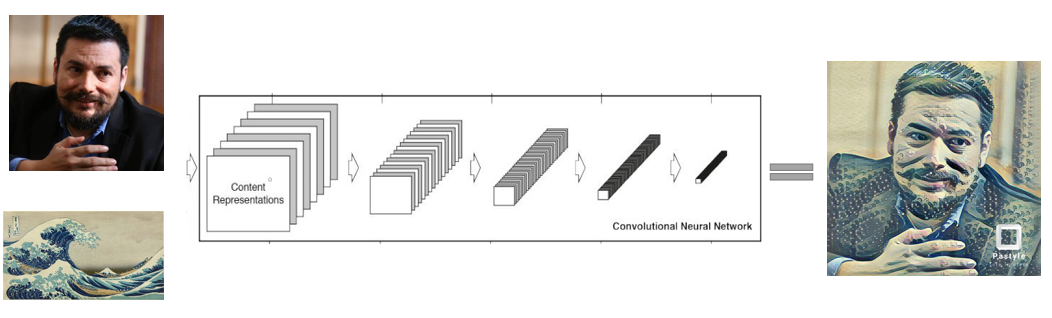 Content
Representations
Convolutional Neural Network
Pastyle